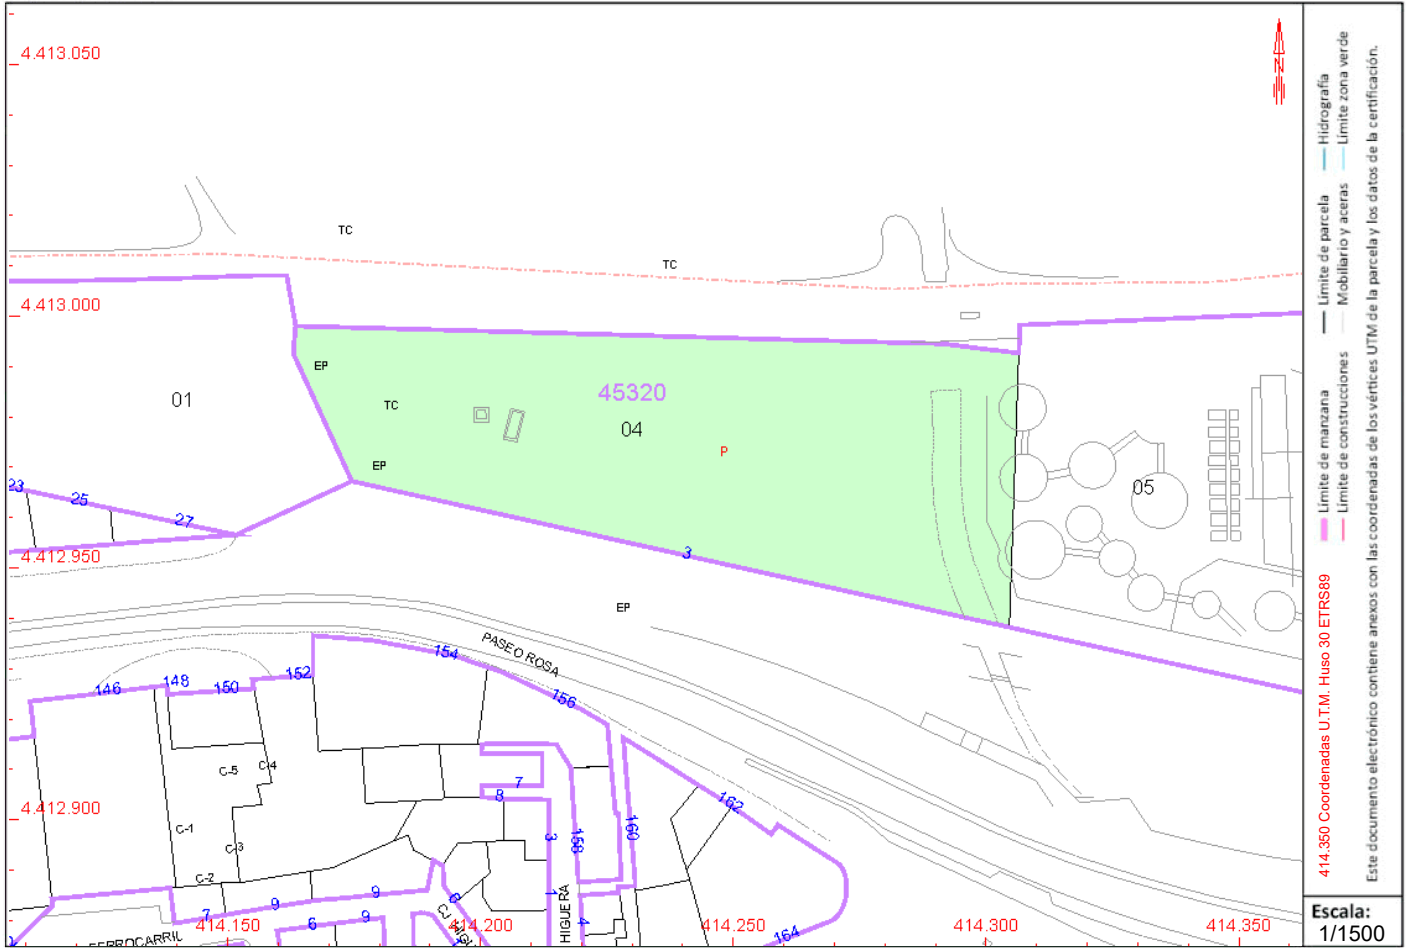 4.413.050
N
TC
TC
4.413.000
EP
01
TC
45320
04
P
EP
05
23
25
27
4.412.950
3
EP
PASEO ROSA
154
152
148
146
150
156
C-5
C-4
7
8
162
4.412.900
C-1
3
158
160
C-3
C-2
9
9
1
8
7
6
9
4
HIGUERA
FERROCARRIL
414.150
414.200
414.250
414.300
414.350
164
Límite de manzana
Límite de parcela
Hidrografía
Límite de construcciones
Mobiliario y aceras
Límite zona verde
414.350 Coordenadas U.T.M. Huso 30 ETRS89
Este documento electrónico contiene anexos con las coordenadas de los vértices UTM de la parcela y los datos de la certificación.
Escala:
1/1500